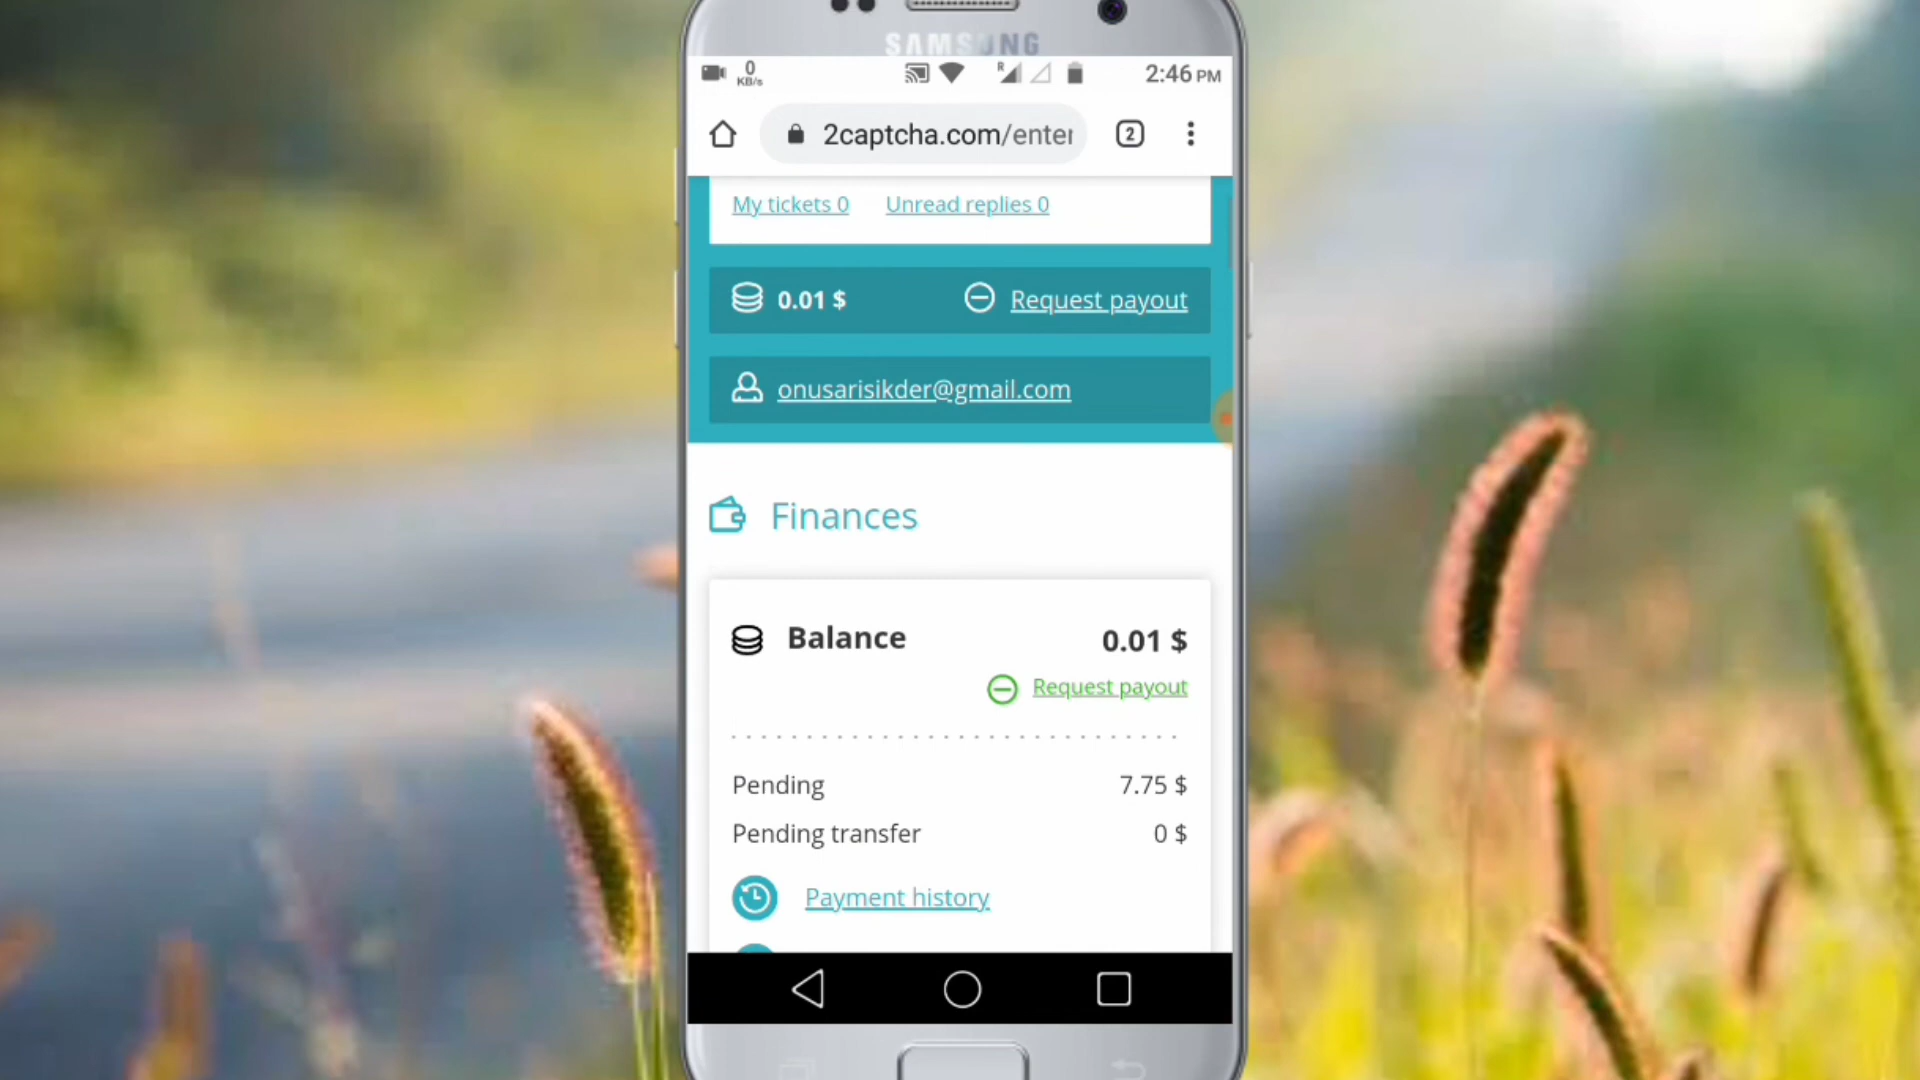 SAMSUNG
0
KB/s
R
2:46 PM
2captcha.com/enter
2
My tickets 0 Unread replies 0
0.01 $ Request payout
onusarisikder@gmail.com
Finances
Balance 0.01 $
Request payout
Pending 7.75 $
Pending transfer 0 $
Payment history